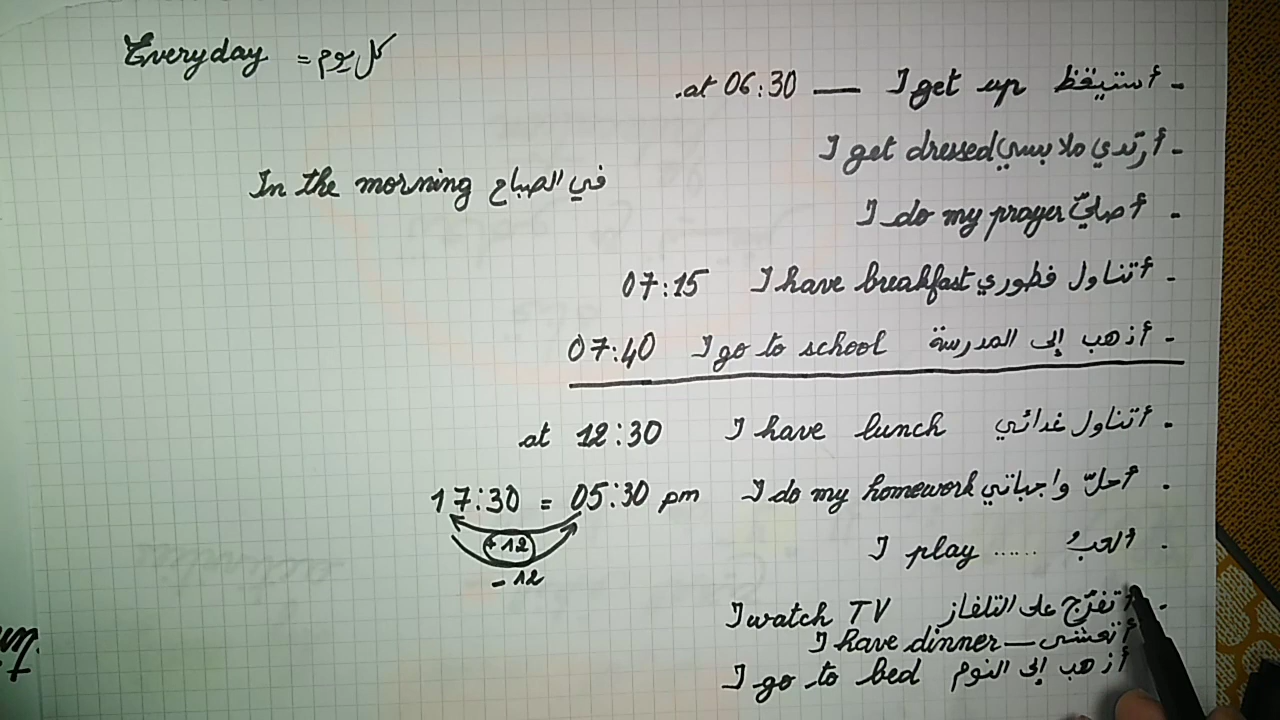 Everyday = كل يوم
- أستيقظ I get up — at 06:30.
- أرتدي ملابسي I get dressed
In the morning في الصباح
- أصلّي I do my prayer
- أتناول فطوري I have breakfast 07:15
- أذهب إلى المدرسة I go to school 07:40
- أتناول غدائي I have lunch at 12:30
- أحلّ واجباتي I do my homework 17:30 = 05:30 pm
+12
- 12
- ألعبُ I play ......
- أتفرّج على التلفاز I watch TV
أتعشى — I have dinner
أذهب إلى النوم I go to bed